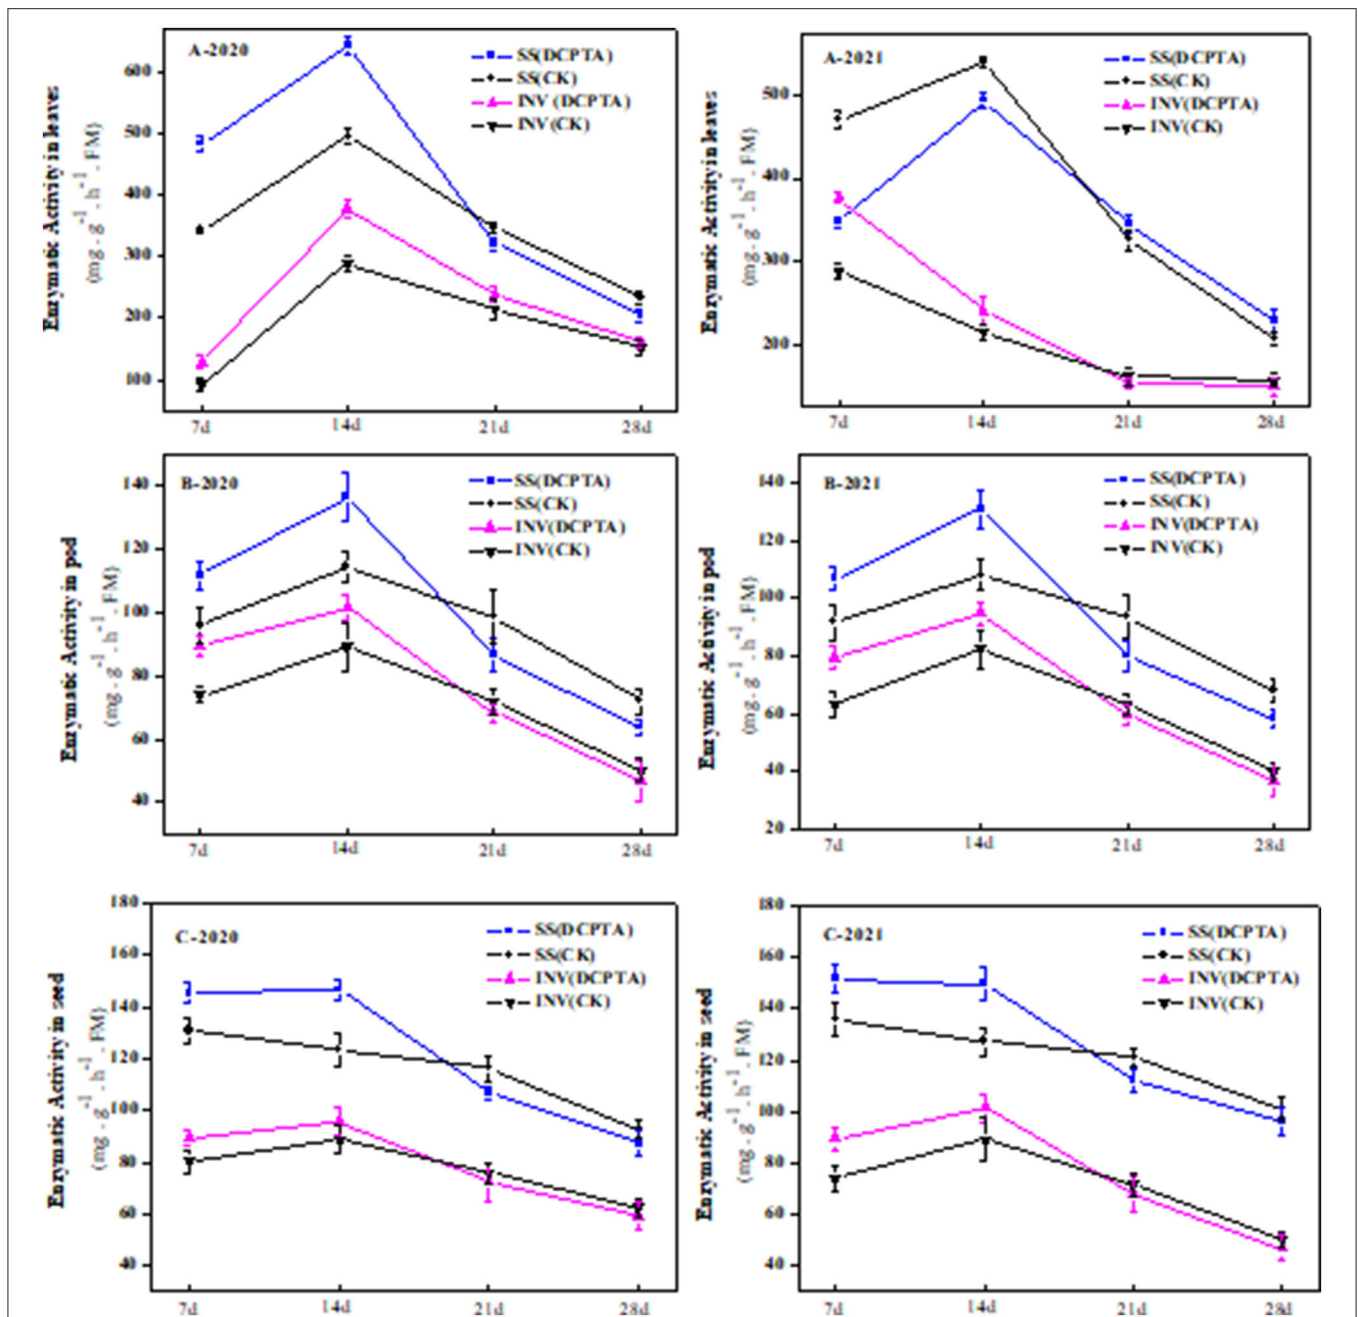 A-2020
SS(DCPTA)
SS(CK)
INV (DCPTA)
INV(CK)
Enzymatic Activity in leaves
(mg . g⁻¹ . h⁻¹ . FM)
600
500
400
300
200
100
7d
14d
21d
28d
A-2021
SS(DCPTA)
SS(CK)
INV(DCPTA)
INV(CK)
Enzymatic Activity in leaves
(mg . g⁻¹ . h⁻¹ . FM)
500
400
300
200
7d
14d
21d
28d
B-2020
SS(DCPTA)
SS(CK)
INV(DCPTA)
INV(CK)
Enzymatic Activity in pod
(mg . g⁻¹ . h⁻¹ . FM)
140
120
100
80
60
40
7d
14d
21d
28d
B-2021
SS(DCPTA)
SS(CK)
INV(DCPTA)
INV(CK)
Enzymatic Activity in pod
(mg . g⁻¹ . h⁻¹ . FM)
140
120
100
80
60
40
20
7d
14d
21d
28d
C-2020
SS(DCPTA)
SS(CK)
INV(DCPTA)
INV(CK)
Enzymatic Activity in seed
(mg . g⁻¹ . h⁻¹ . FM)
180
160
140
120
100
80
60
40
7d
14d
21d
28d
C-2021
SS(DCPTA)
SS(CK)
INV(DCPTA)
INV(CK)
Enzymatic Activity in seed
(mg . g⁻¹ . h⁻¹ . FM)
180
160
140
120
100
80
60
40
7d
14d
21d
28d